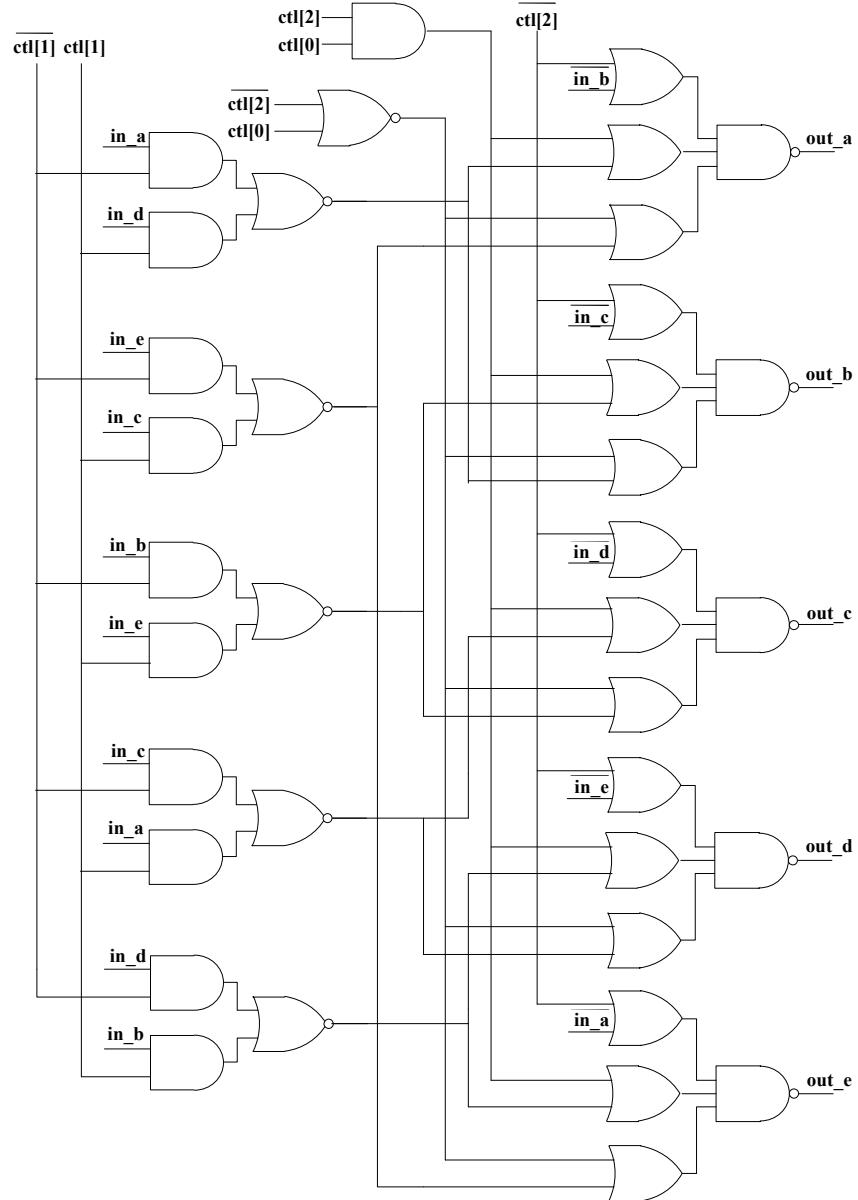 ctl[2]
ctl[0]
ctl[2]
ctl[1] ctl[1]
ctl[2]
ctl[0]
in_a
in_d
in_e
in_c
in_b
in_e
in_c
in_a
in_d
in_b
in_b
out_a
in_c
out_b
in_d
out_c
in_e
out_d
in_a
out_e